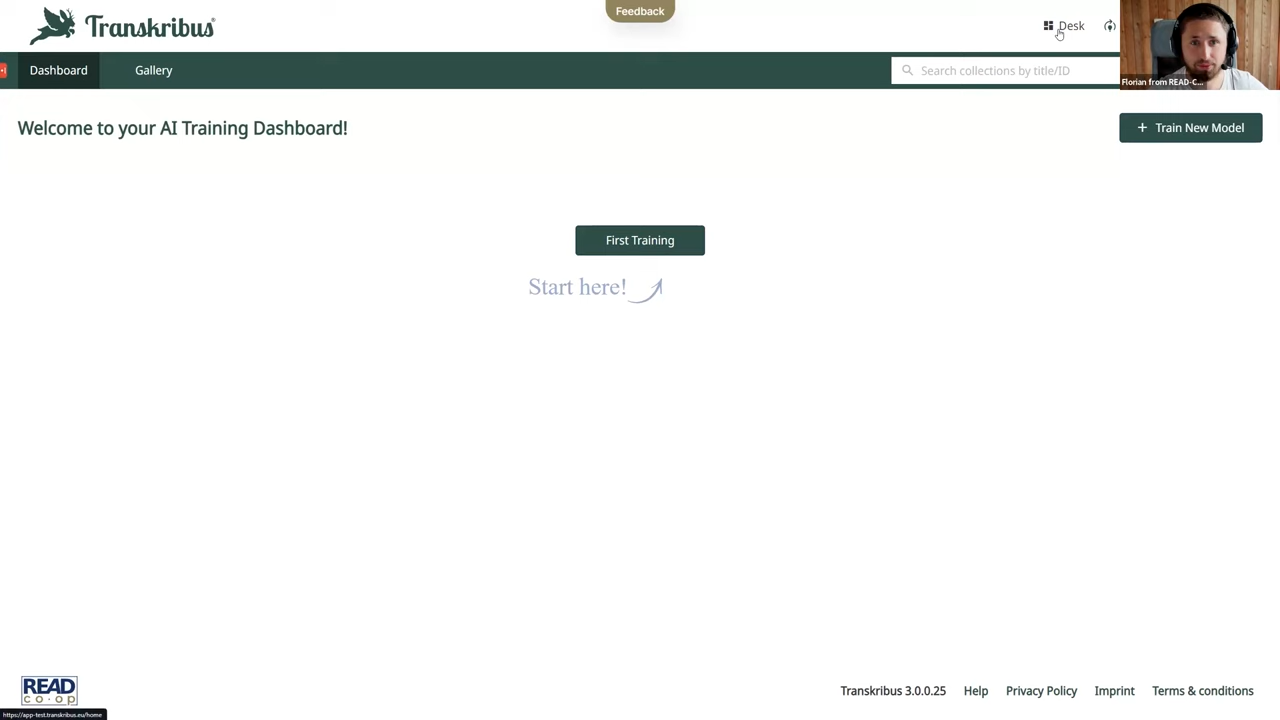 Transkribus®
Feedback
Desk
Florian from READ-C...
Dashboard
Gallery
Search collections by title/ID
Welcome to your AI Training Dashboard!
+ Train New Model
First Training
Start here!
READ
co·op
Transkribus 3.0.0.25
Help
Privacy Policy
Imprint
Terms & conditions
https://app-test.transkribus.eu/home